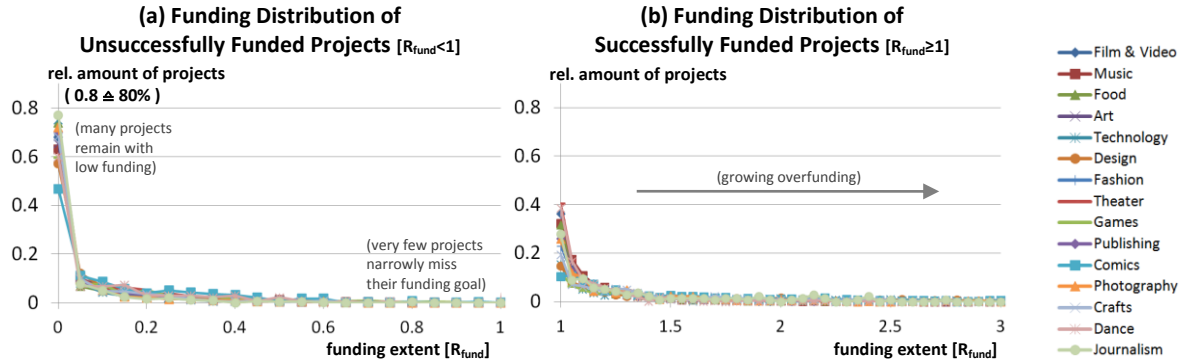 (a) Funding Distribution of
Unsuccessfully Funded Projects [R_fund<1]
rel. amount of projects
( 0.8 ≙ 80% )
0.8
0.6
0.4
0.2
0
(many projects
remain with
low funding)
(very few projects
narrowly miss
their funding goal)
0 0.2 0.4 0.6 0.8 1
funding extent [R_fund]
(b) Funding Distribution of
Successfully Funded Projects [R_fund≥1]
rel. amount of projects
0.8
0.6
0.4
0.2
0
(growing overfunding)
1 1.5 2 2.5 3
funding extent [R_fund]
Film & Video
Music
Food
Art
Technology
Design
Fashion
Theater
Games
Publishing
Comics
Photography
Crafts
Dance
Journalism